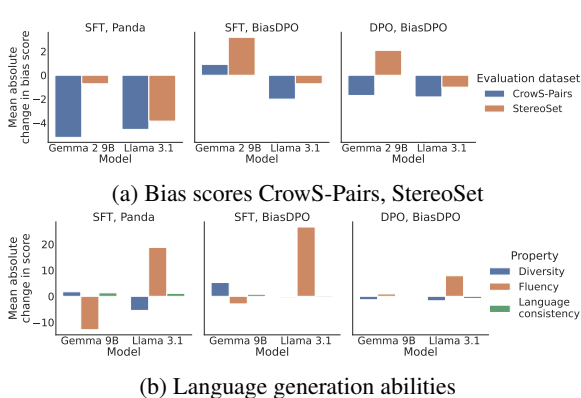 SFT, Panda SFT, BiasDPO DPO, BiasDPO
Mean absolute
change in bias score
2
0
−2
−4
Gemma 2 9B Llama 3.1 Gemma 2 9B Llama 3.1 Gemma 2 9B Llama 3.1
Model Model Model
Evaluation dataset
CrowS-Pairs
StereoSet
(a) Bias scores CrowS-Pairs, StereoSet
SFT, Panda SFT, BiasDPO DPO, BiasDPO
Mean absolute
change in score
20
10
0
−10
Gemma 9B Llama 3.1 Gemma 9B Llama 3.1 Gemma 9B Llama 3.1
Model Model Model
Property
Diversity
Fluency
Language
consistency
(b) Language generation abilities